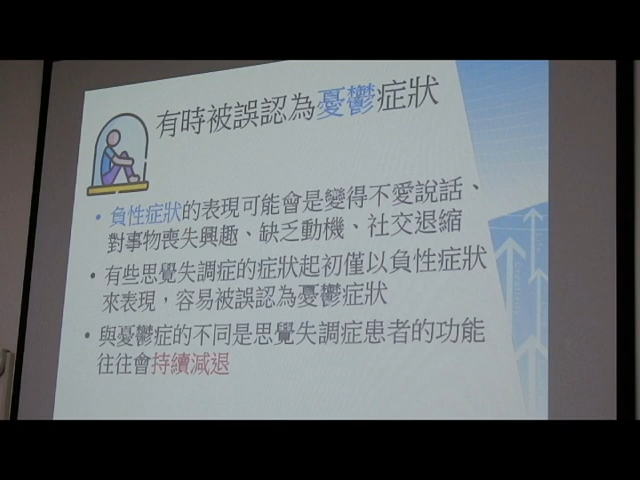 有時被誤認為憂鬱症狀
• 負性症狀的表現可能會是變得不愛說話、
對事物喪失興趣、缺乏動機、社交退縮
• 有些思覺失調症的症狀起初僅以負性症狀
來表現，容易被誤認為憂鬱症狀
• 與憂鬱症的不同是思覺失調症患者的功能
往往會持續減退